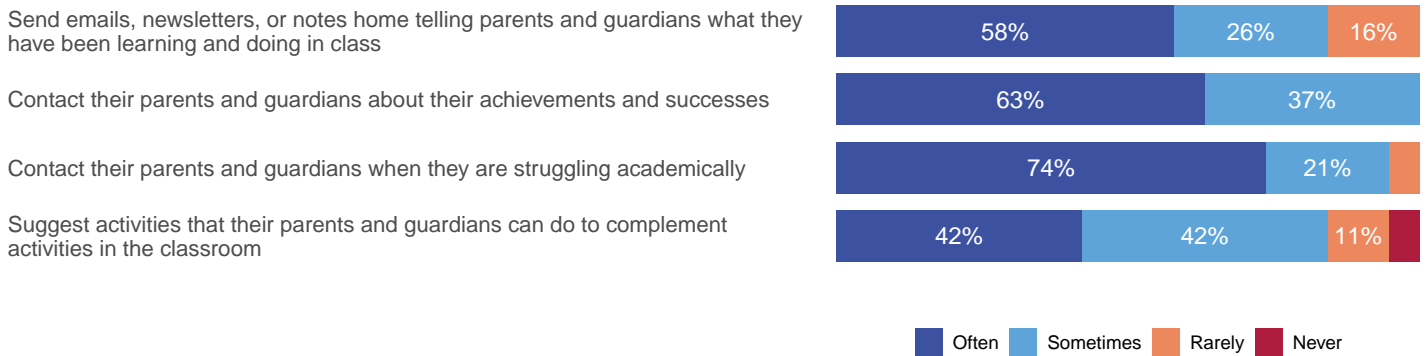 Send emails, newsletters, or notes home telling parents and guardians what they
have been learning and doing in class
58% 26% 16%
Contact their parents and guardians about their achievements and successes
63% 37%
Contact their parents and guardians when they are struggling academically
74% 21%
Suggest activities that their parents and guardians can do to complement
activities in the classroom
42% 42% 11%
Often Sometimes Rarely Never